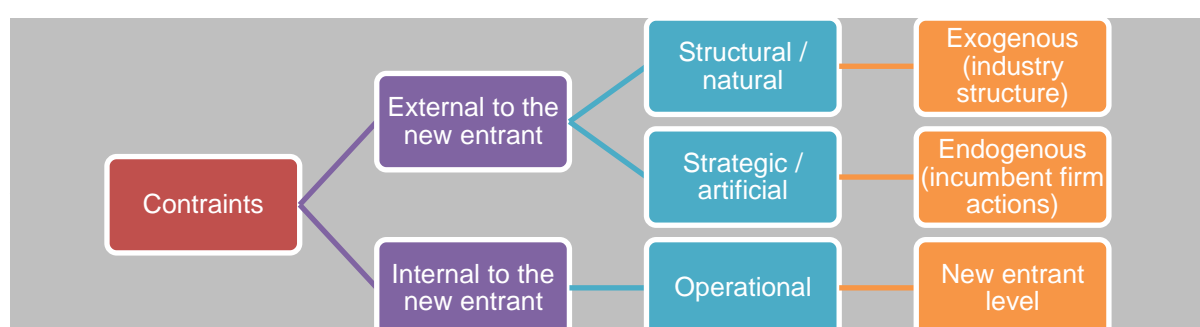 Contraints
External to the
new entrant
Internal to the
new entrant
Structural /
natural
Strategic /
artificial
Operational
Exogenous
(industry
structure)
Endogenous
(incumbent firm
actions)
New entrant
level